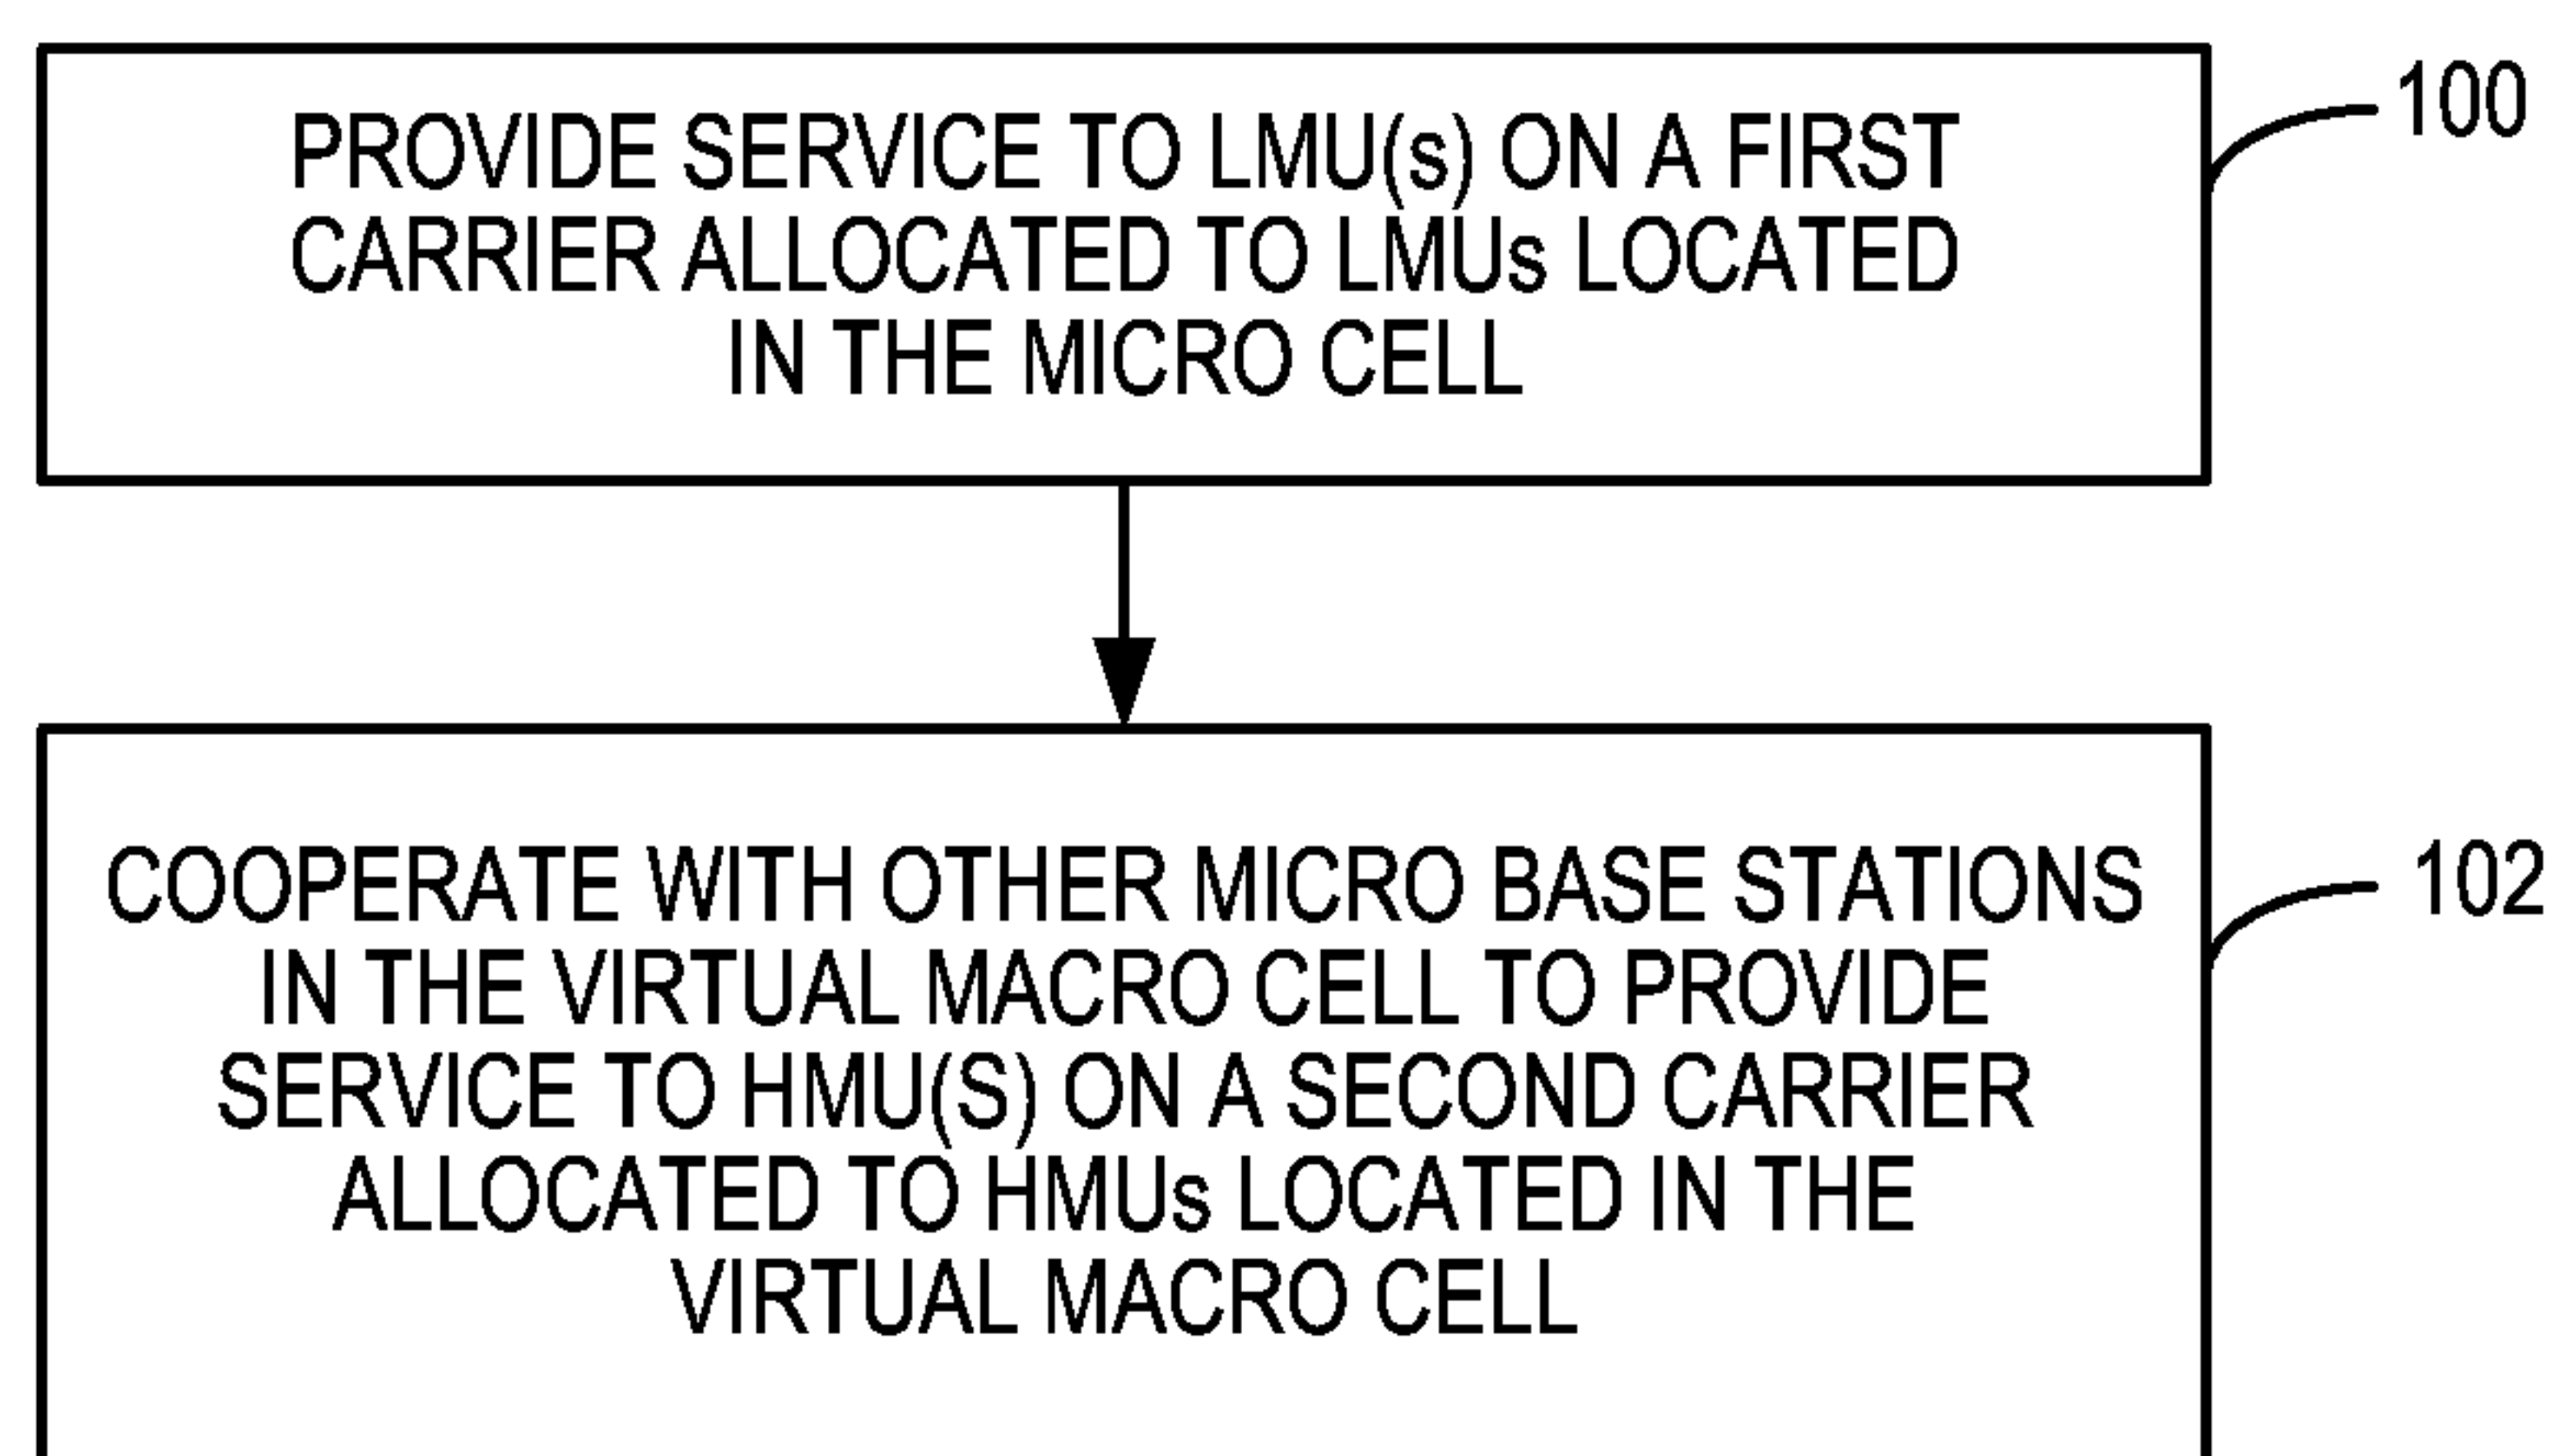 PROVIDE SERVICE TO LMU(s) ON A FIRST
CARRIER ALLOCATED TO LMUs LOCATED
IN THE MICRO CELL
100
COOPERATE WITH OTHER MICRO BASE STATIONS
IN THE VIRTUAL MACRO CELL TO PROVIDE
SERVICE TO HMU(S) ON A SECOND CARRIER
ALLOCATED TO HMUs LOCATED IN THE
VIRTUAL MACRO CELL
102